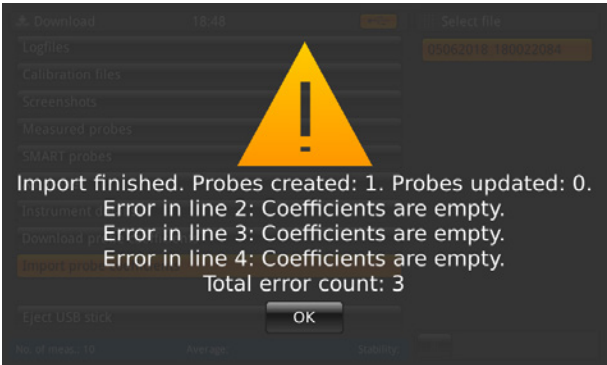 Download 18:48 Select file
Logfiles 05062018_180022084
Calibration files
Screenshots
Measured probes
SMART probes
Import finished. Probes created: 1. Probes updated: 0.
Error in line 2: Coefficients are empty.
Error in line 3: Coefficients are empty.
Error in line 4: Coefficients are empty.
Total error count: 3
OK
Eject USB stick
No. of meas.: 10 Average: Stability: